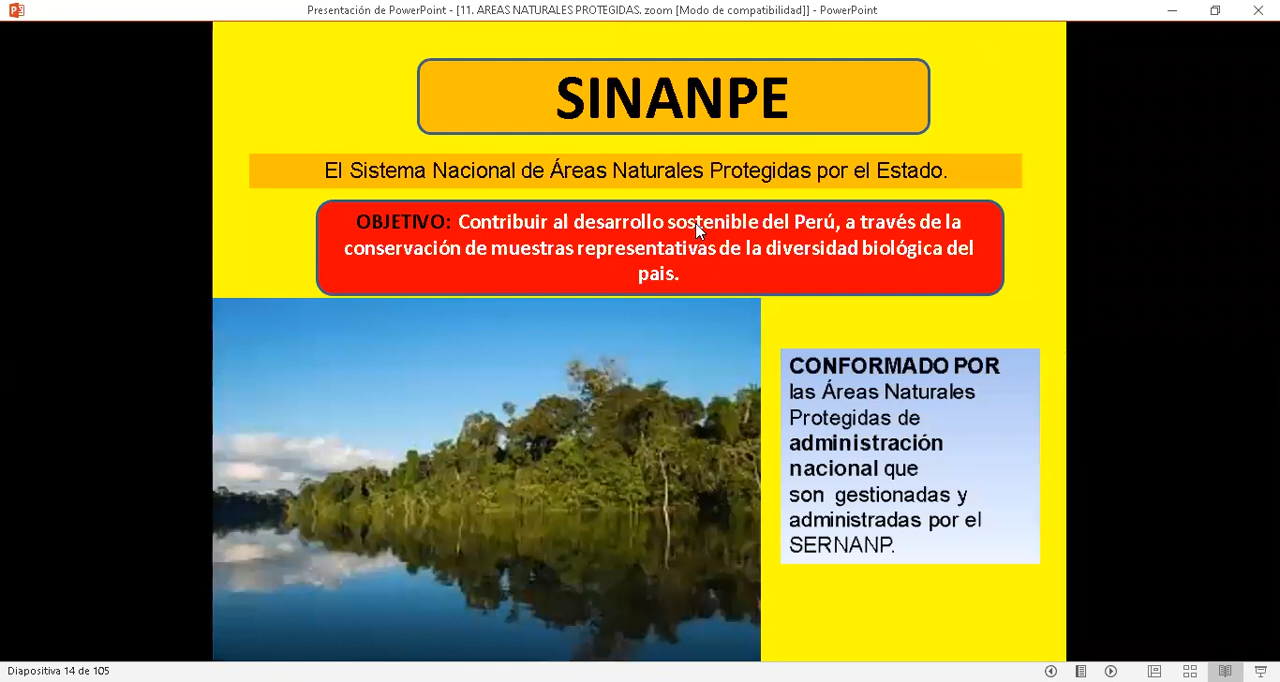 Presentación de PowerPoint - [11. AREAS NATURALES PROTEGIDAS. zoom [Modo de compatibilidad]] - PowerPoint
SINANPE
El Sistema Nacional de Áreas Naturales Protegidas por el Estado.
OBJETIVO: Contribuir al desarrollo sostenible del Perú, a través de la
conservación de muestras representativas de la diversidad biológica del
pais.
CONFORMADO POR
las Áreas Naturales
Protegidas de
administración
nacional que
son gestionadas y
administradas por el
SERNANP.
Diapositiva 14 de 105